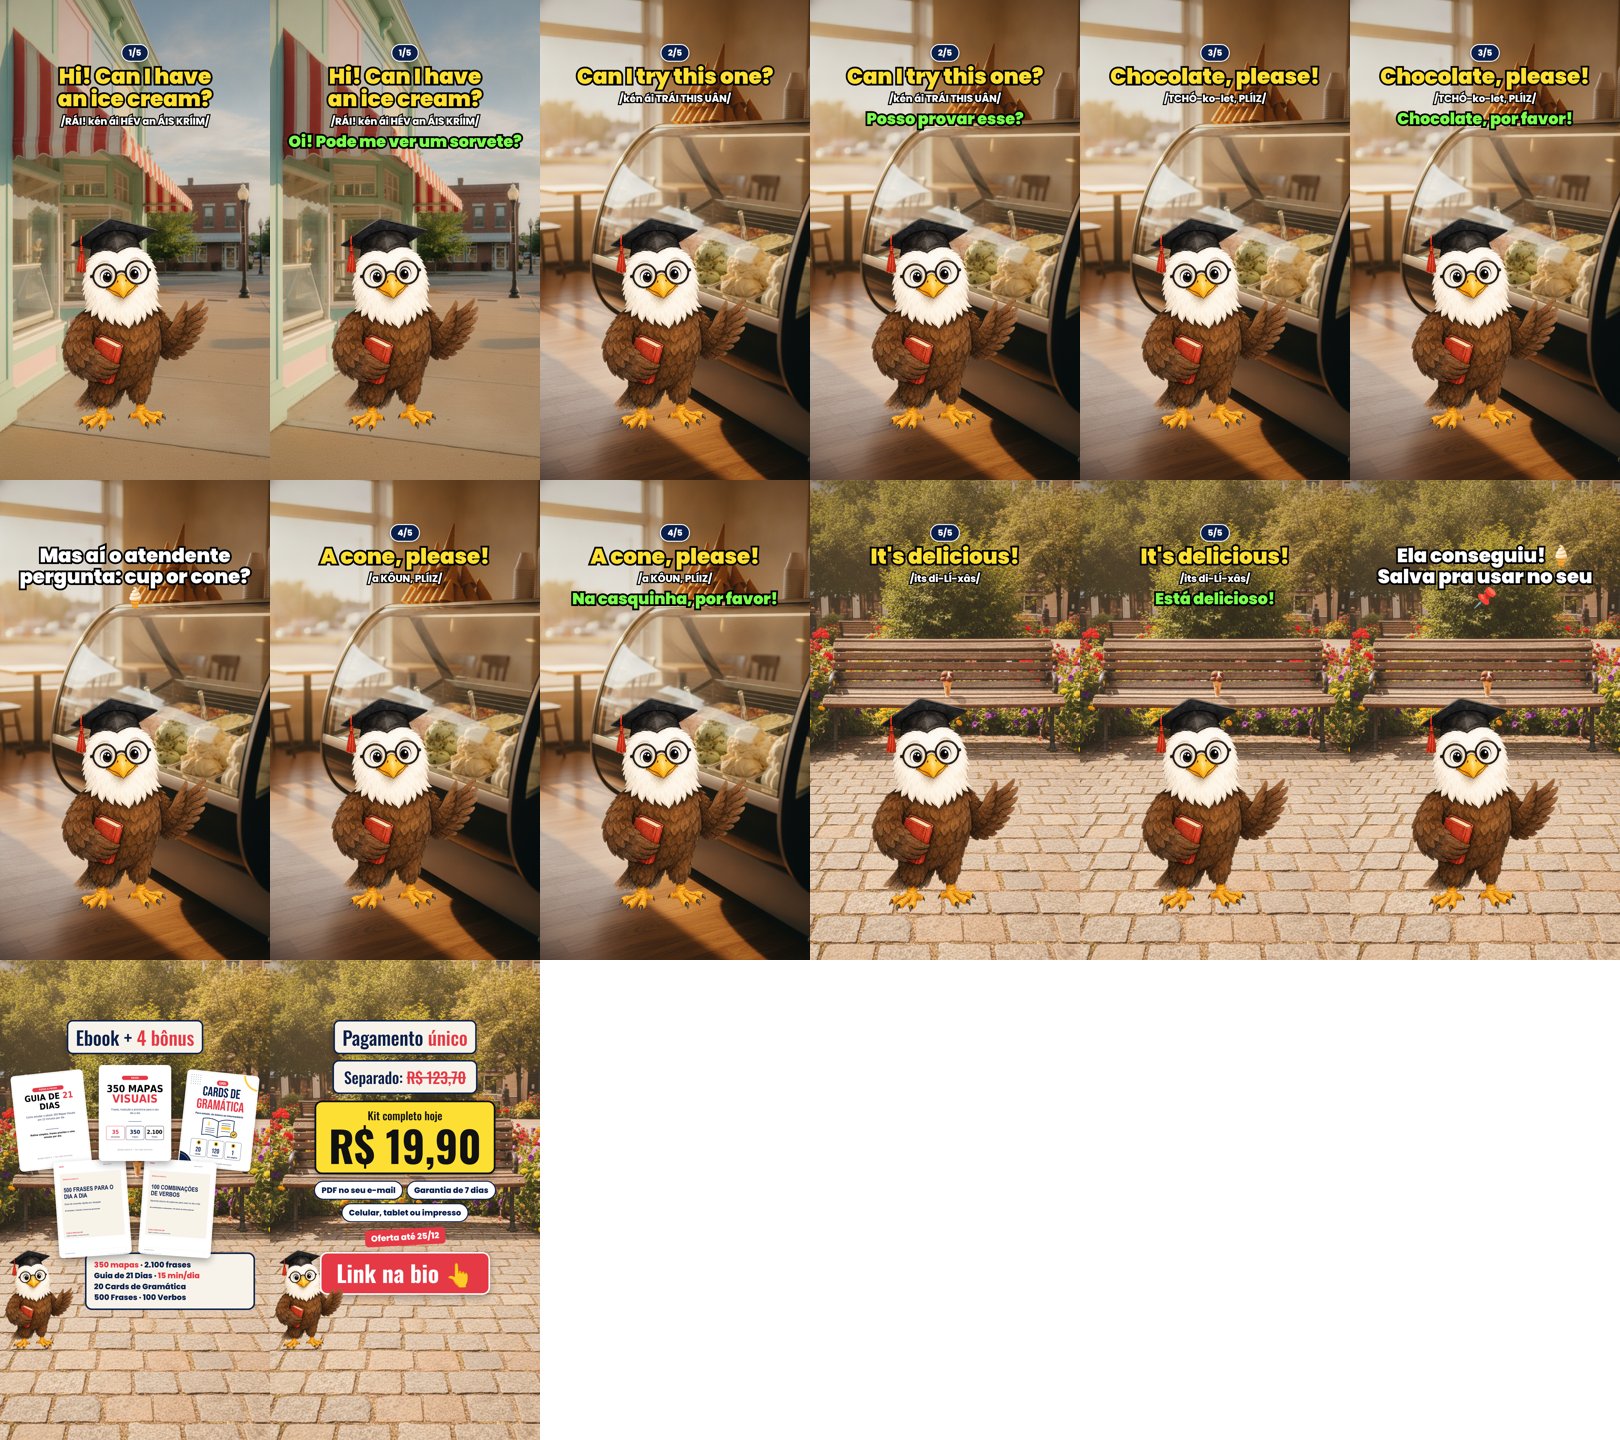 1/5
Hi! Can I have
an ice cream?
/RÁI! kén ái HÉV an ÁIS KRÍIM/
1/5
Hi! Can I have
an ice cream?
/RÁI! kén ái HÉV an ÁIS KRÍIM/
Oi! Pode me ver um sorvete?
2/5
Can I try this one?
/kén ái TRÁI THIS UÂN/
2/5
Can I try this one?
/kén ái TRÁI THIS UÂN/
Posso provar esse?
3/5
Chocolate, please!
/TCHÓ-ko-let, PLÍIZ/
3/5
Chocolate, please!
/TCHÓ-ko-let, PLÍIZ/
Chocolate, por favor!
Mas aí o atendente
pergunta: cup or cone?
4/5
A cone, please!
/a KÔUN, PLÍIZ/
4/5
A cone, please!
/a KÔUN, PLÍIZ/
Na casquinha, por favor!
5/5
It's delicious!
/its di-LÍ-xâs/
5/5
It's delicious!
/its di-LÍ-xâs/
Está delicioso!
Ela conseguiu! 🍦
Salva pra usar no seu
📌
Ebook + 4 bônus
GUIA DE 21
DIAS
350 MAPAS
VISUAIS
35 350 2.100
CARDS DE
GRAMÁTICA
20 120 1
500 FRASES PARA O
DIA A DIA
100 COMBINAÇÕES
DE VERBOS
350 mapas · 2.100 frases
Guia de 21 Dias · 15 min/dia
20 Cards de Gramática
500 Frases · 100 Verbos
Pagamento único
Separado: R$ 123,70
Kit completo hoje
R$ 19,90
PDF no seu e-mail
Garantia de 7 dias
Celular, tablet ou impresso
Oferta até 25/12
Link na bio 👆